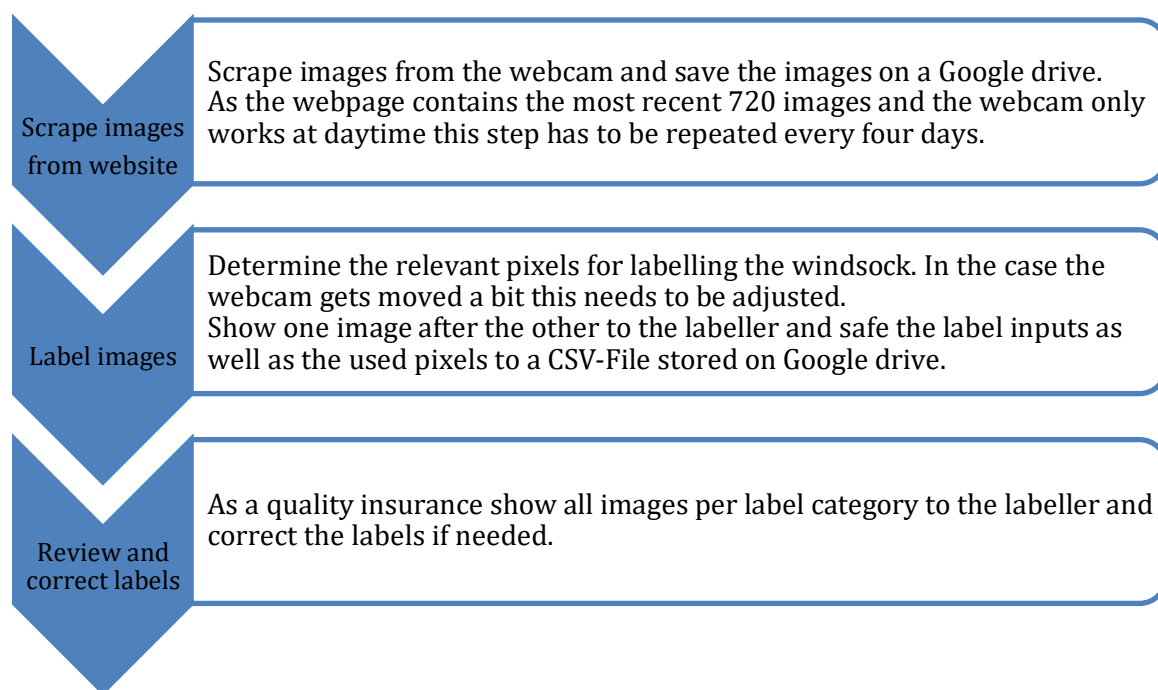 Scrape images
from website
Scrape images from the webcam and save the images on a Google drive.
As the webpage contains the most recent 720 images and the webcam only
works at daytime this step has to be repeated every four days.
Label images
Determine the relevant pixels for labelling the windsock. In the case the
webcam gets moved a bit this needs to be adjusted.
Show one image after the other to the labeller and safe the label inputs as
well as the used pixels to a CSV-File stored on Google drive.
Review and
correct labels
As a quality insurance show all images per label category to the labeller and
correct the labels if needed.